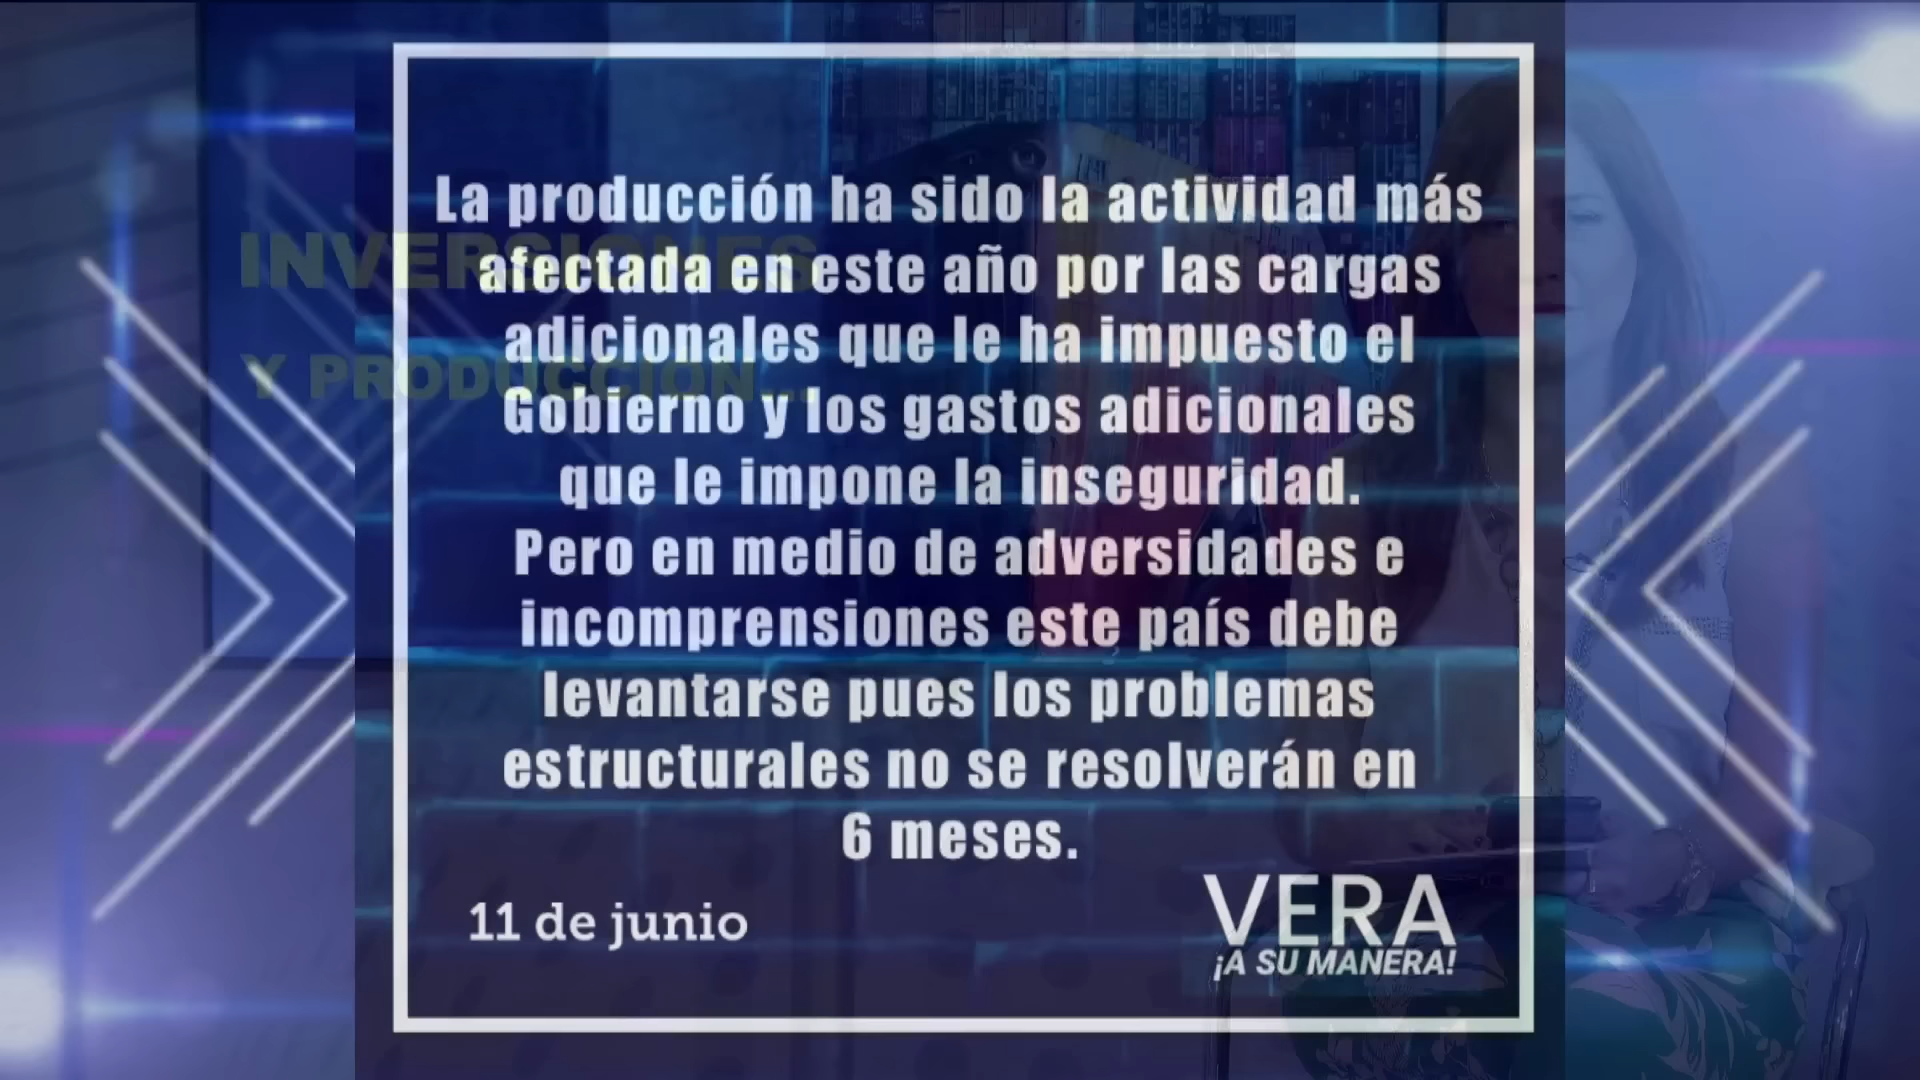 La producción ha sido la actividad más
afectada en este año por las cargas
adicionales que le ha impuesto el
Gobierno y los gastos adicionales
que le impone la inseguridad.
Pero en medio de adversidades e
incomprensiones este país debe
levantarse pues los problemas
estructurales no se resolverán en
6 meses.
11 de junio
VERA
¡A SU MANERA!
INVERSIONES
Y PRODUCCIÓN...